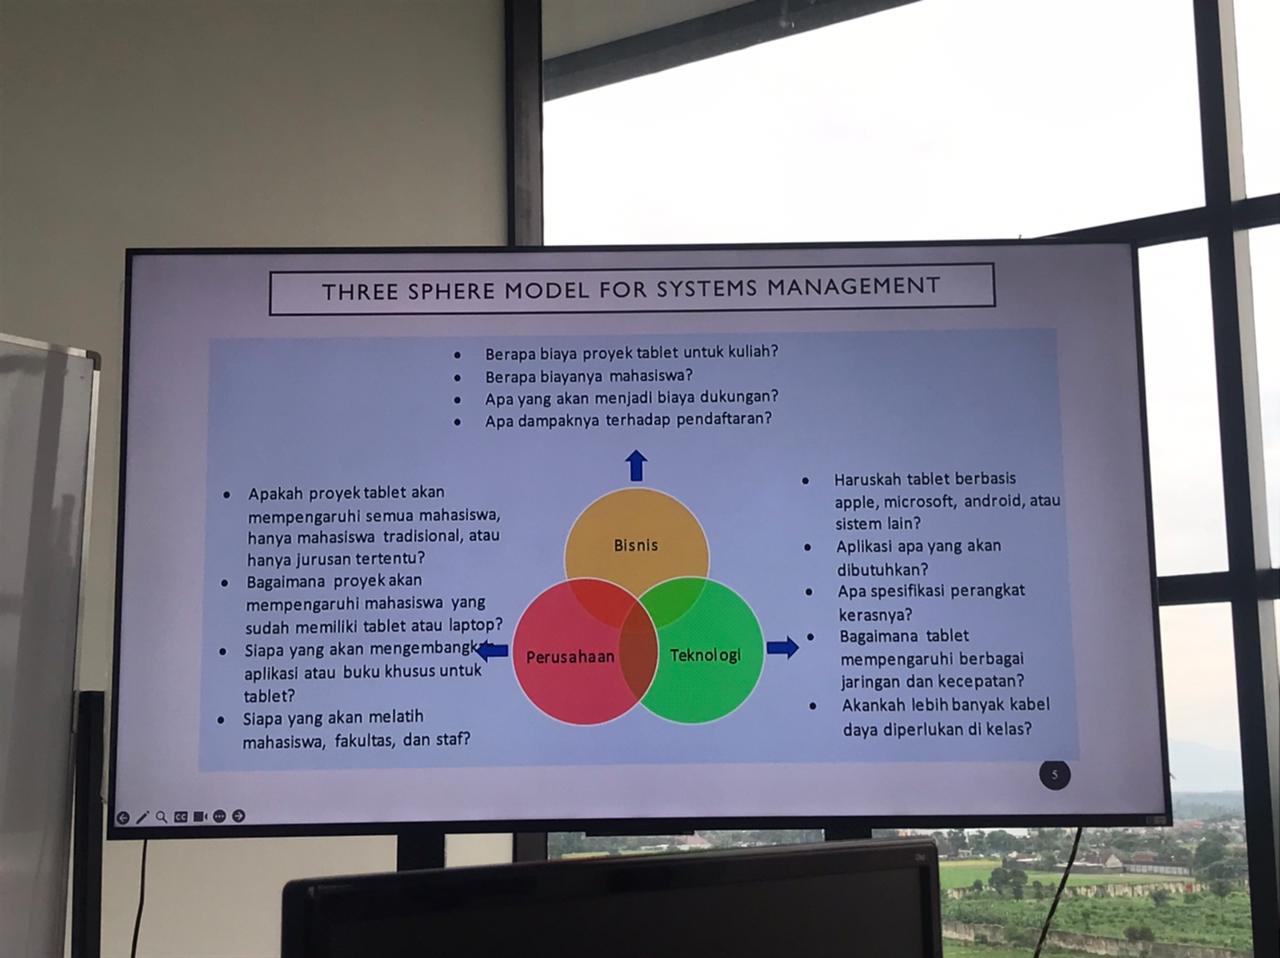 THREE SPHERE MODEL FOR SYSTEMS MANAGEMENT
• Berapa biaya proyek tablet untuk kuliah?
• Berapa biayanya mahasiswa?
• Apa yang akan menjadi biaya dukungan?
• Apa dampaknya terhadap pendaftaran?
• Apakah proyek tablet akan
mempengaruhi semua mahasiswa,
hanya mahasiswa tradisional, atau
hanya jurusan tertentu?
• Bagaimana proyek akan
mempengaruhi mahasiswa yang
sudah memiliki tablet atau laptop?
• Siapa yang akan
aplikasi atau buku khusus untuk
tablet?
• Siapa yang akan melatih
mahasiswa, fakultas, dan staf?
Bisnis
Perusahaan
Teknologi
• Haruskah tablet berbasis
apple, microsoft, android, atau
sistem lain?
• Aplikasi apa yang akan
dibutuhkan?
• Apa spesifikasi perangkat
kerasnya?
• Bagaimana tablet
mempengaruhi berbagai
jaringan dan kecepatan?
• Akankah lebih banyak kabel
daya diperlukan di kelas?
5